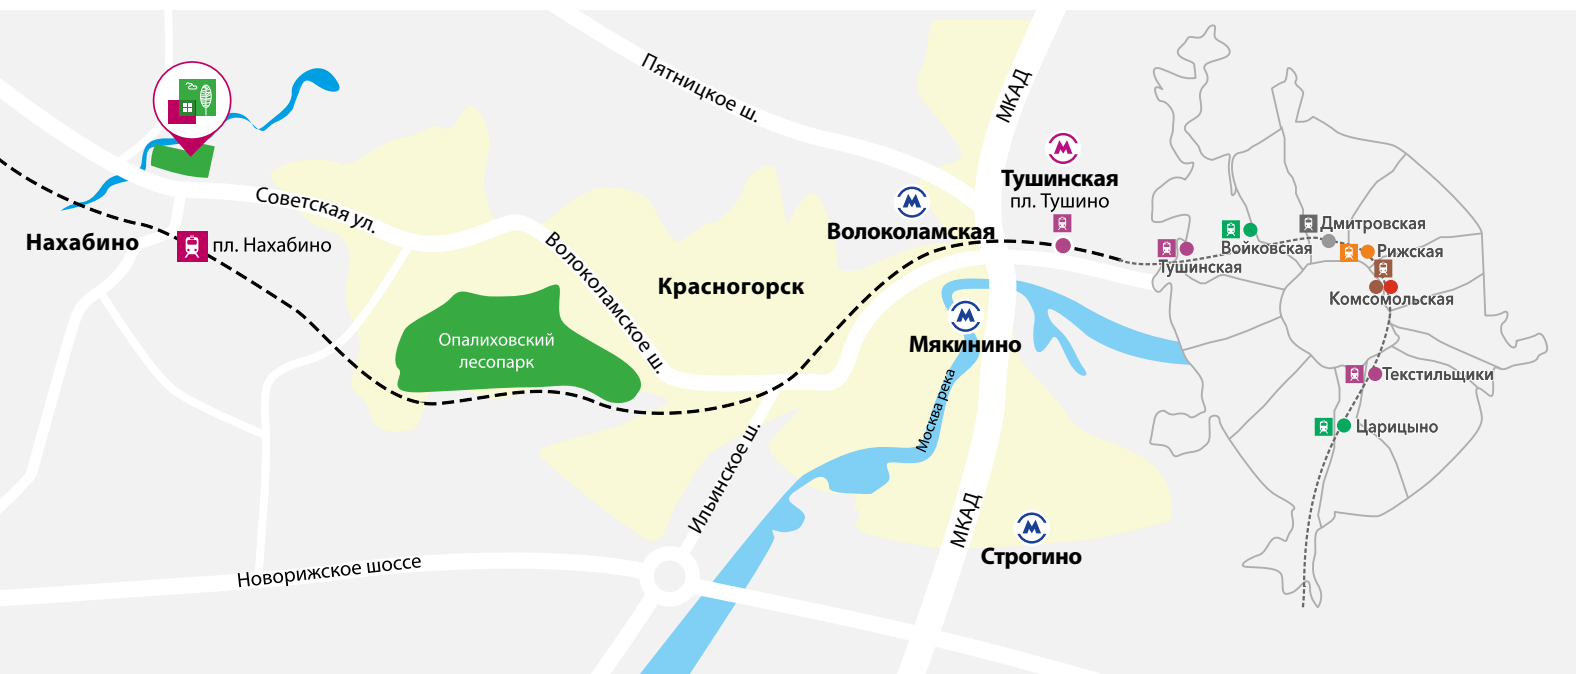 Пятницкое ш.
МКАД
Тушинская
пл. Тушино
Советская ул.
Волоколамская
Нахабино
пл. Нахабино
Волоколамское ш.
Красногорск
Опалиховский
лесопарк
Мякинино
Москва река
Ильинское ш.
МКАД
Строгино
Новорижское шоссе
Дмитровская
Войковская
Рижская
Тушинская
Комсомольская
Текстильщики
Царицыно